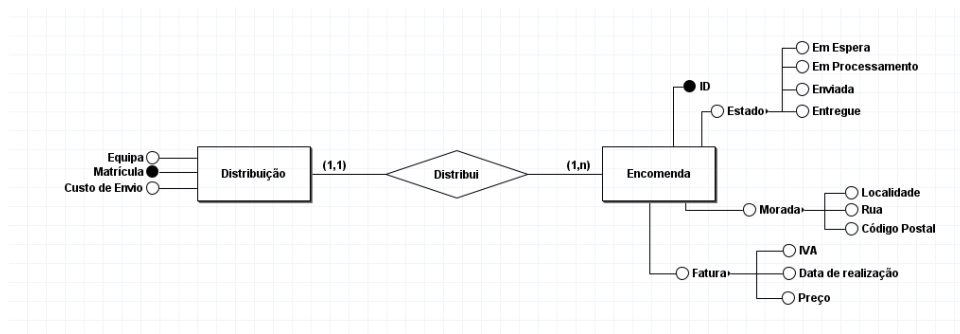 Em Espera
Em Processamento
Enviada
Entregue
ID
Estado
Equipa
Matrícula
Custo de Envio
Distribuição
(1,1)
Distribui
(1,n)
Encomenda
Localidade
Rua
Código Postal
Morada
IVA
Data de realização
Preço
Fatura